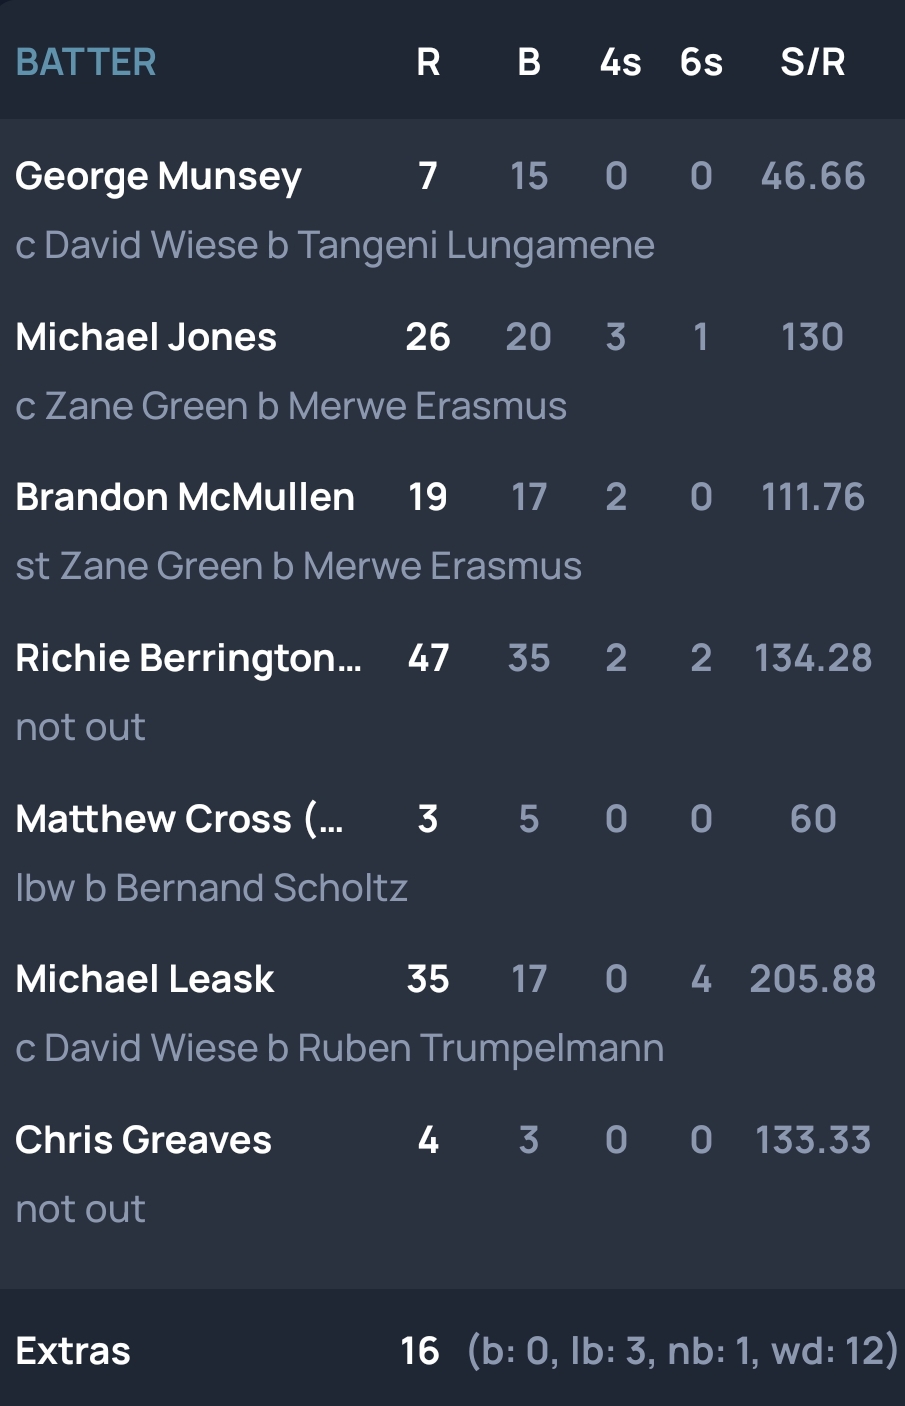 BATTER R B 4s 6s S/R
George Munsey 7 15 0 0 46.66
c David Wiese b Tangeni Lungamene
Michael Jones 26 20 3 1 130
c Zane Green b Merwe Erasmus
Brandon McMullen 19 17 2 0 111.76
st Zane Green b Merwe Erasmus
Richie Berrington... 47 35 2 2 134.28
not out
Matthew Cross (... 3 5 0 0 60
lbw b Bernand Scholtz
Michael Leask 35 17 0 4 205.88
c David Wiese b Ruben Trumpelmann
Chris Greaves 4 3 0 0 133.33
not out
Extras 16 (b: 0, lb: 3, nb: 1, wd: 12)